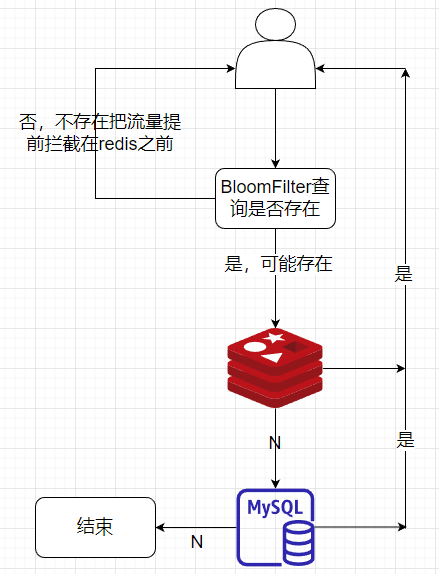 否，不存在把流量提
前拦截在redis之前
BloomFilter查
询是否存在
是，可能存在
是
是
N
MySQL
结束
N